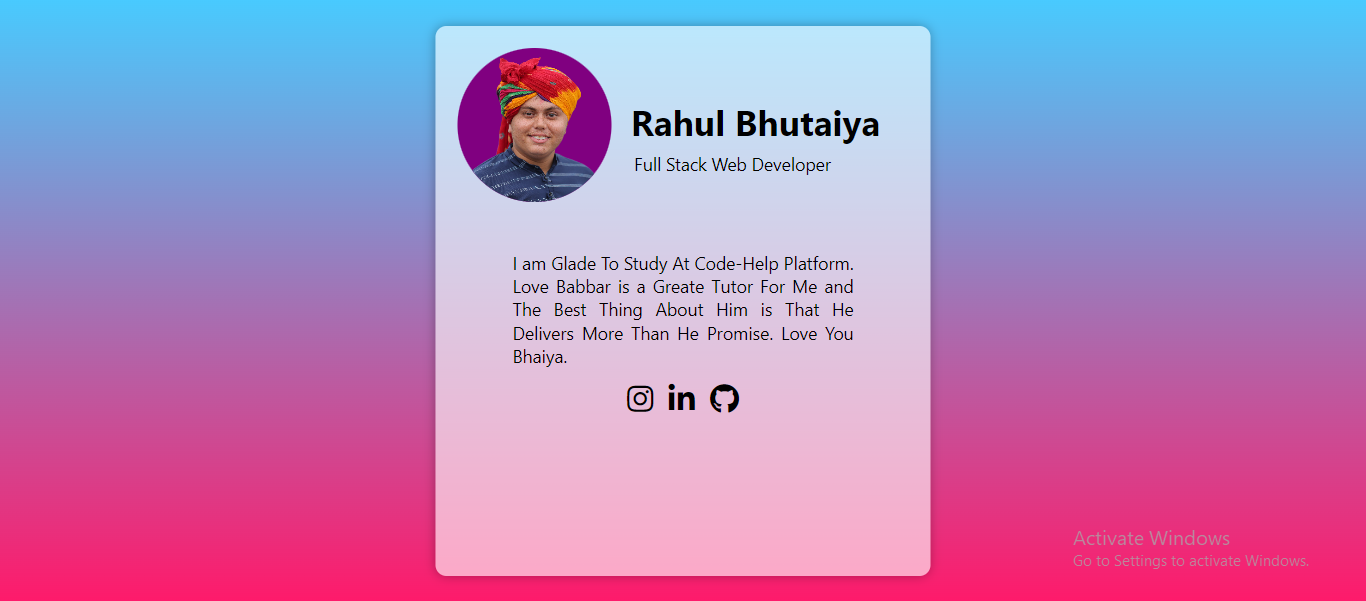 Rahul Bhutaiya
Full Stack Web Developer
I am Glade To Study At Code-Help Platform.
Love Babbar is a Greate Tutor For Me and
The Best Thing About Him is That He
Delivers More Than He Promise. Love You
Bhaiya.
in
Activate Windows
Go to Settings to activate Windows.